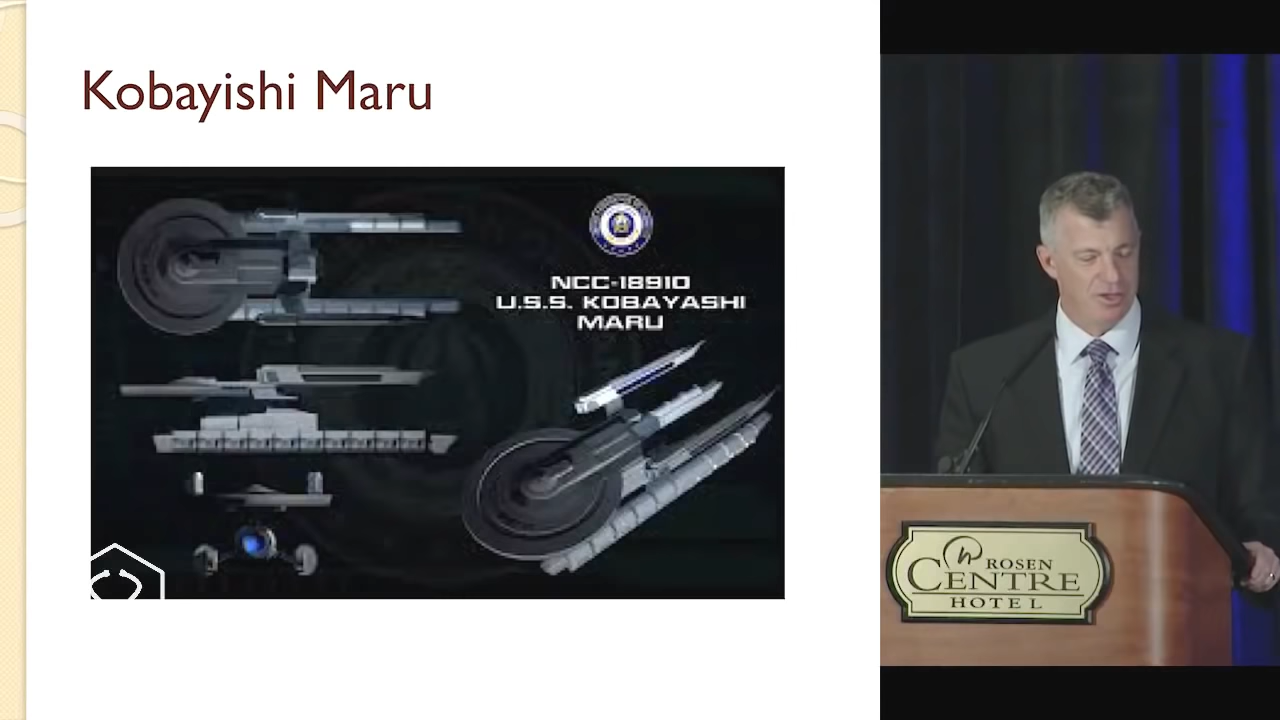 Kobayishi Maru
NCC-18910
U.S.S. KOBAYASHI
MARU
ROSEN
CENTRE
HOTEL